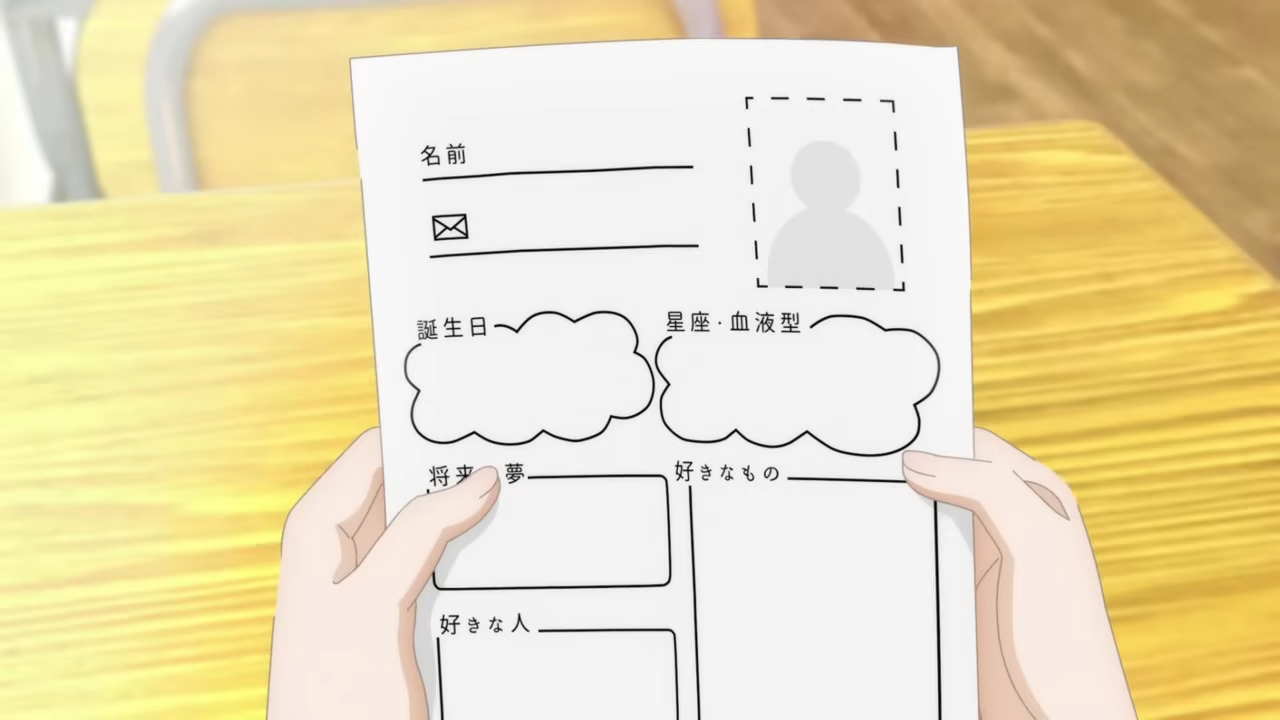 名前
誕生日
星座・血液型
将来 夢
好きなもの
好きな人